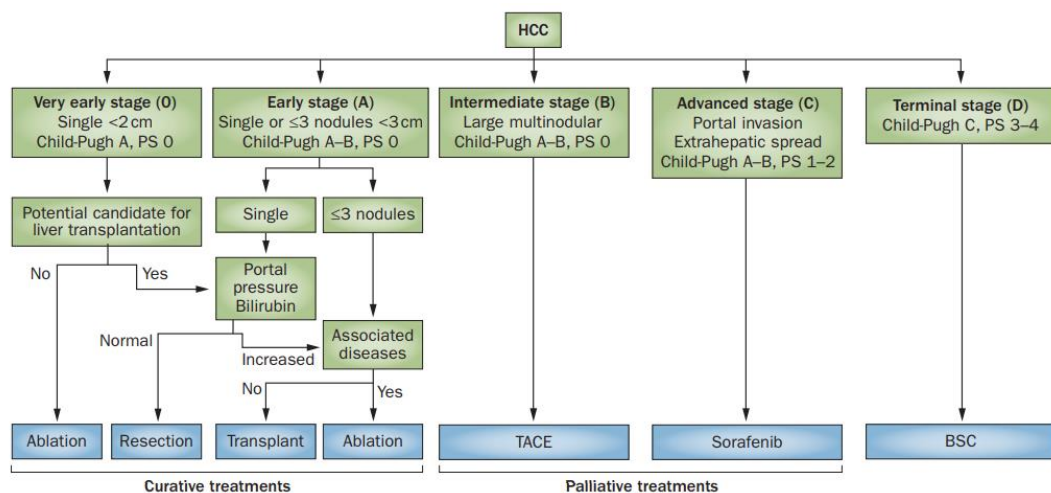 HCC
Very early stage (0)
Single <2 cm
Child-Pugh A, PS 0
Early stage (A)
Single or ≤3 nodules <3 cm
Child-Pugh A–B, PS 0
Intermediate stage (B)
Large multinodular
Child-Pugh A–B, PS 0
Advanced stage (C)
Portal invasion
Extrahepatic spread
Child-Pugh A–B, PS 1–2
Terminal stage (D)
Child-Pugh C, PS 3–4
Potential candidate for
liver transplantation
Single
≤3 nodules
No
Yes
Portal
pressure
Bilirubin
Normal
Increased
Associated
diseases
No
Yes
Ablation
Resection
Transplant
Ablation
TACE
Sorafenib
BSC
Curative treatments
Palliative treatments